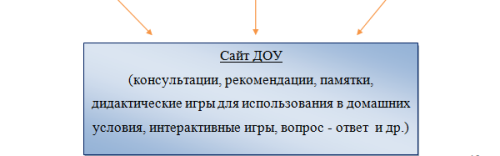 Сайт ДОУ
(консультации, рекомендации, памятки,
дидактические игры для использования в домашних
условия, интерактивные игры, вопрос - ответ и др.)